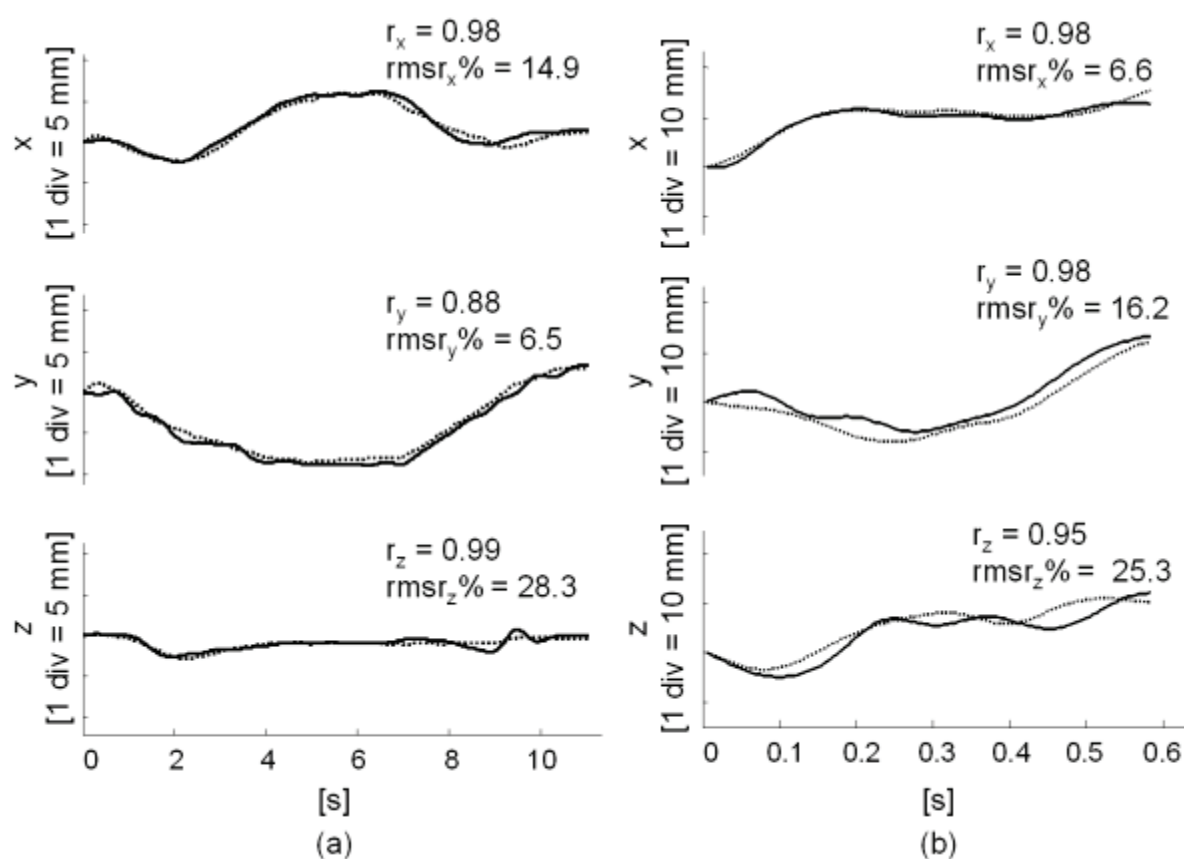 r_x = 0.98
rmsr_x% = 14.9
x
[1 div = 5 mm]
r_y = 0.88
rmsr_y% = 6.5
y
[1 div = 5 mm]
r_z = 0.99
rmsr_z% = 28.3
z
[1 div = 5 mm]
0 2 4 6 8 10
[s]
(a)
r_x = 0.98
rmsr_x% = 6.6
x
[1 div = 10 mm]
r_y = 0.98
rmsr_y% = 16.2
y
[1 div = 10 mm]
r_z = 0.95
rmsr_z% = 25.3
z
[1 div = 10 mm]
0 0.1 0.2 0.3 0.4 0.5 0.6
[s]
(b)